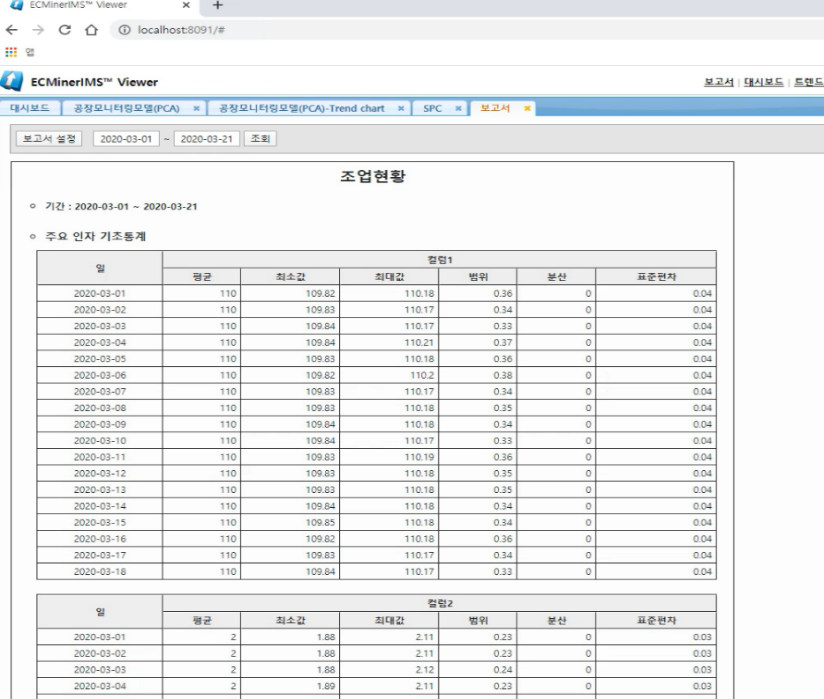 ECMinerIMS™ Viewer × +
localhost:8091/#
앱
ECMinerIMS™ Viewer 보고서 | 대시보드 | 트렌드
대시보드 공장모니터링모델(PCA) × 공장모니터링모델(PCA)-Trend chart × SPC × 보고서 ×
보고서 설정 2020-03-01 ~ 2020-03-21 조회
조업현황
○ 기간 : 2020-03-01 ~ 2020-03-21
○ 주요 인자 기초통계
일 컬럼1
평균 최소값 최대값 범위 분산 표준편차
2020-03-01 110 109.82 110.18 0.36 0 0.04
2020-03-02 110 109.83 110.17 0.34 0 0.04
2020-03-03 110 109.84 110.17 0.33 0 0.04
2020-03-04 110 109.84 110.21 0.37 0 0.04
2020-03-05 110 109.83 110.18 0.36 0 0.04
2020-03-06 110 109.82 110.2 0.38 0 0.04
2020-03-07 110 109.83 110.17 0.34 0 0.04
2020-03-08 110 109.83 110.18 0.35 0 0.04
2020-03-09 110 109.84 110.18 0.34 0 0.04
2020-03-10 110 109.84 110.17 0.33 0 0.04
2020-03-11 110 109.83 110.19 0.36 0 0.04
2020-03-12 110 109.83 110.18 0.35 0 0.04
2020-03-13 110 109.83 110.18 0.35 0 0.04
2020-03-14 110 109.84 110.18 0.34 0 0.04
2020-03-15 110 109.85 110.18 0.34 0 0.04
2020-03-16 110 109.82 110.18 0.36 0 0.04
2020-03-17 110 109.83 110.17 0.34 0 0.04
2020-03-18 110 109.84 110.17 0.33 0 0.04
일 컬럼2
평균 최소값 최대값 범위 분산 표준편차
2020-03-01 2 1.88 2.11 0.23 0 0.03
2020-03-02 2 1.88 2.11 0.23 0 0.03
2020-03-03 2 1.88 2.12 0.24 0 0.03
2020-03-04 2 1.89 2.11 0.23 0 0.03